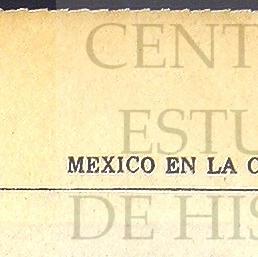 CENT
ESTU
MEXICO EN LA C
DE HIS